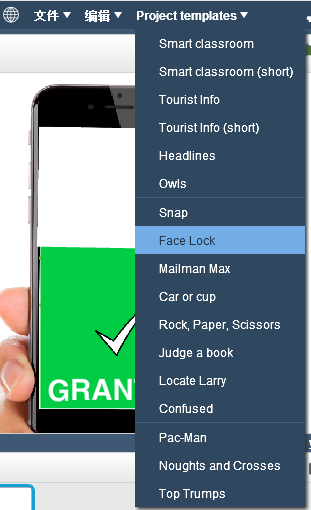 文件 编辑 Project templates
Smart classroom
Smart classroom (short)
Tourist Info
Tourist Info (short)
Headlines
Owls
Snap
Face Lock
Mailman Max
Car or cup
Rock, Paper, Scissors
Judge a book
Locate Larry
Confused
Pac-Man
Noughts and Crosses
Top Trumps
GRANT